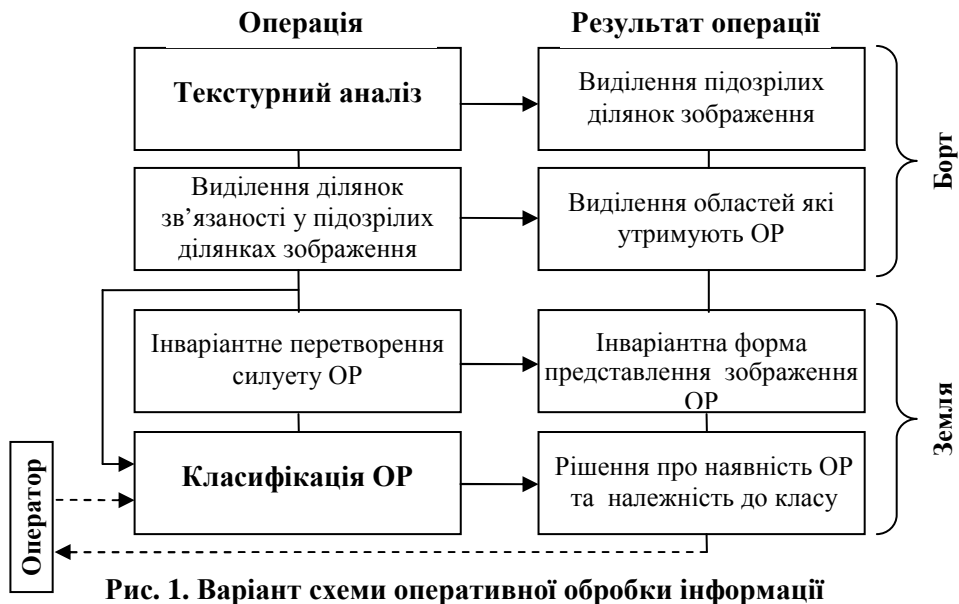 Операція
Результат операції
Текстурний аналіз
Виділення підозрілих
ділянок зображення
Борт
Виділення ділянок
зв’язаності у підозрілих
ділянках зображення
Виділення областей які
утримують ОР
Інваріантне перетворення
силуету ОР
Інваріантна форма
представлення зображення
ОР
Земля
Оператор
Класифікація ОР
Рішення про наявність ОР
та належність до класу
Рис. 1. Варіант схеми оперативної обробки інформації